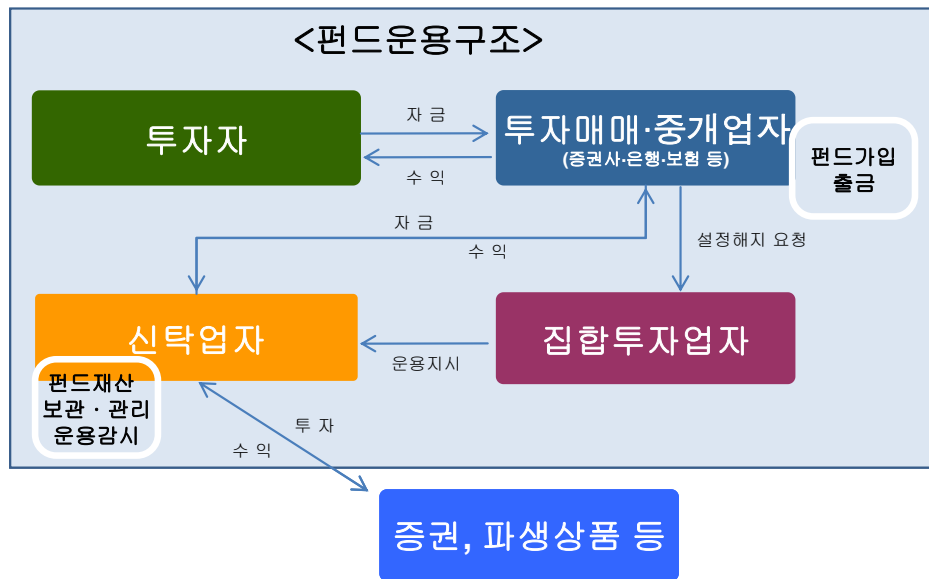 <펀드운용구조>
투자자
자 금
수 익
투자매매·중개업자
(증권사·은행·보험 등)
펀드가입
출금
자 금
수 익
설정해지 요청
신탁업자
운용지시
집합투자업자
펀드재산
보관 · 관리
운용감시
투 자
수 익
증권, 파생상품 등